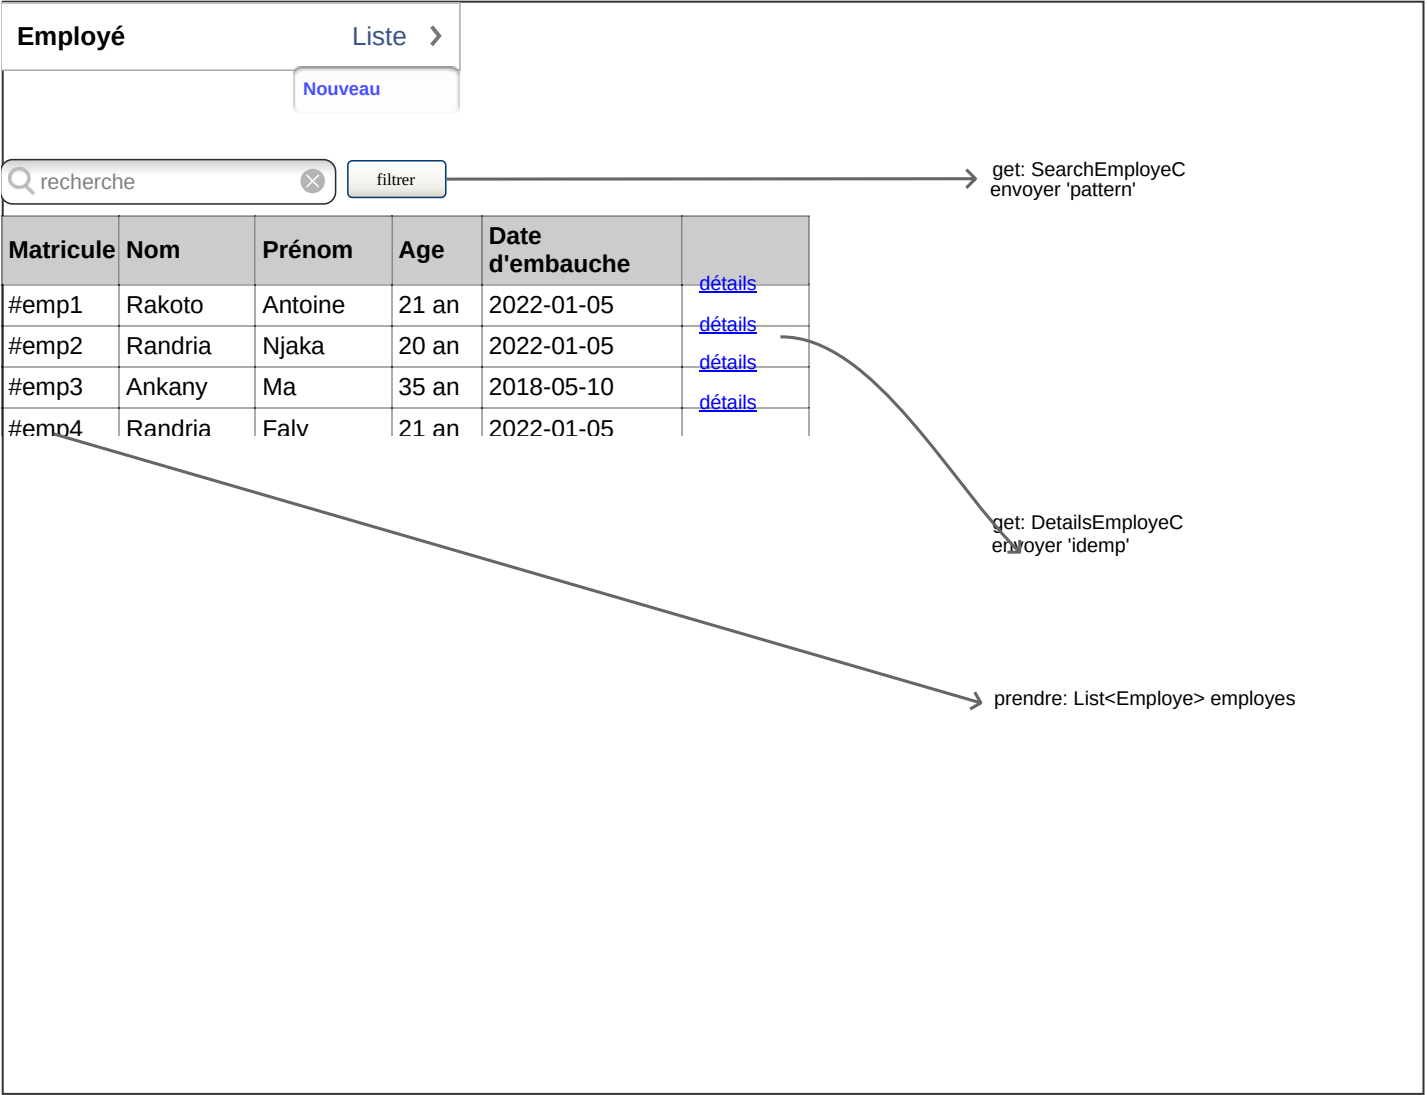 Employé Liste
Nouveau
recherche filtrer
get: SearchEmployeC
envoyer 'pattern'
Matricule Nom Prénom Age Date d'embauche
détails
#emp1 Rakoto Antoine 21 an 2022-01-05
détails
#emp2 Randria Njaka 20 an 2022-01-05
détails
#emp3 Ankany Ma 35 an 2018-05-10
détails
#emp4 Randria Faly 21 an 2022-01-05
get: DetailsEmployeC
envoyer 'idemp'
prendre: List<Employe> employes